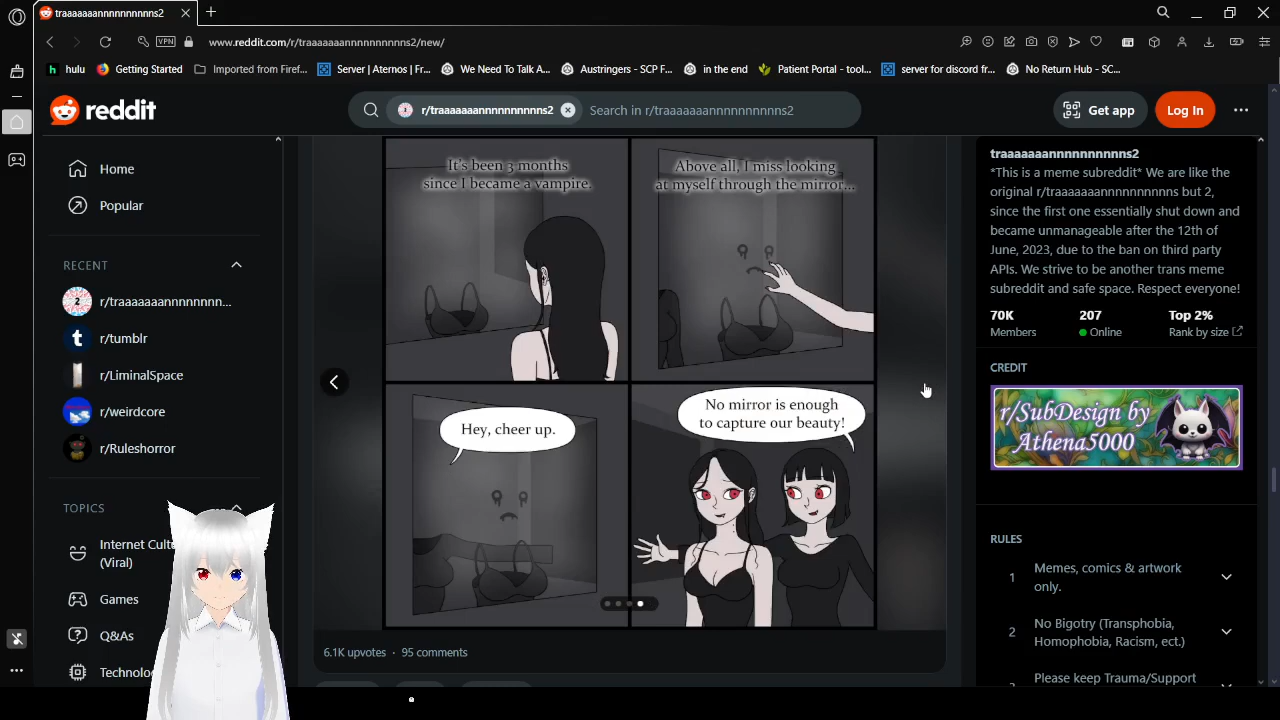 traaaaaaannnnnnnnnns2
VPN
www.reddit.com/r/traaaaaaannnnnnnnnns2/new/
hulu
Getting Started
Imported from Firef...
Server | Aternos | Fr...
We Need To Talk A...
Austringers - SCP F...
in the end
Patient Portal - tool...
server for discord fr...
No Return Hub - SC...
reddit
r/traaaaaaannnnnnnnnns2
Search in r/traaaaaaannnnnnnnnns2
Get app
Log In
Home
Popular
RECENT
r/traaaaaaannnnnnn...
r/tumblr
r/LiminalSpace
r/weirdcore
r/Ruleshorror
TOPICS
Internet Cult
(Viral)
Games
Q&As
Technolo
It's been 3 months
since I became a vampire.
Above all, I miss looking
at myself through the mirror...
Hey, cheer up.
No mirror is enough
to capture our beauty!
6.1K upvotes · 95 comments
traaaaaaannnnnnnnnns2
*This is a meme subreddit* We are like the
original r/traaaaaaannnnnnnnnns but 2,
since the first one essentially shut down and
became unmanageable after the 12th of
June, 2023, due to the ban on third party
APIs. We strive to be another trans meme
subreddit and safe space. Respect everyone!
70K
207
Top 2%
Members
Online
Rank by size
CREDIT
r/SubDesign by
Athena5000
RULES
1 Memes, comics & artwork
only.
2 No Bigotry (Transphobia,
Homophobia, Racism, ect.)
Please keep Trauma/Support